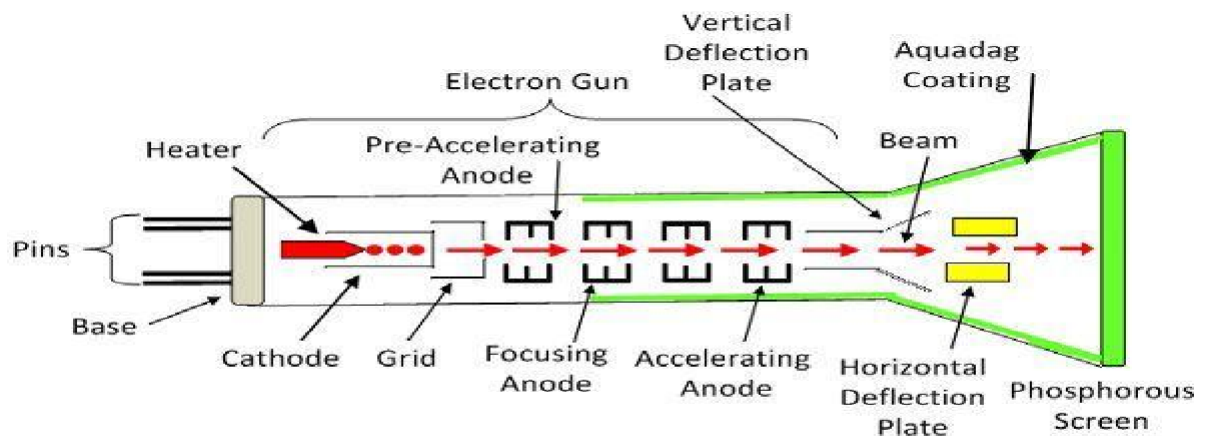 Vertical
Deflection
Plate
Aquadag
Coating
Electron Gun
Heater
Pre-Accelerating
Anode
Beam
Pins
Base
Cathode
Grid
Focusing
Anode
Accelerating
Anode
Horizontal
Deflection
Plate
Phosphorous
Screen